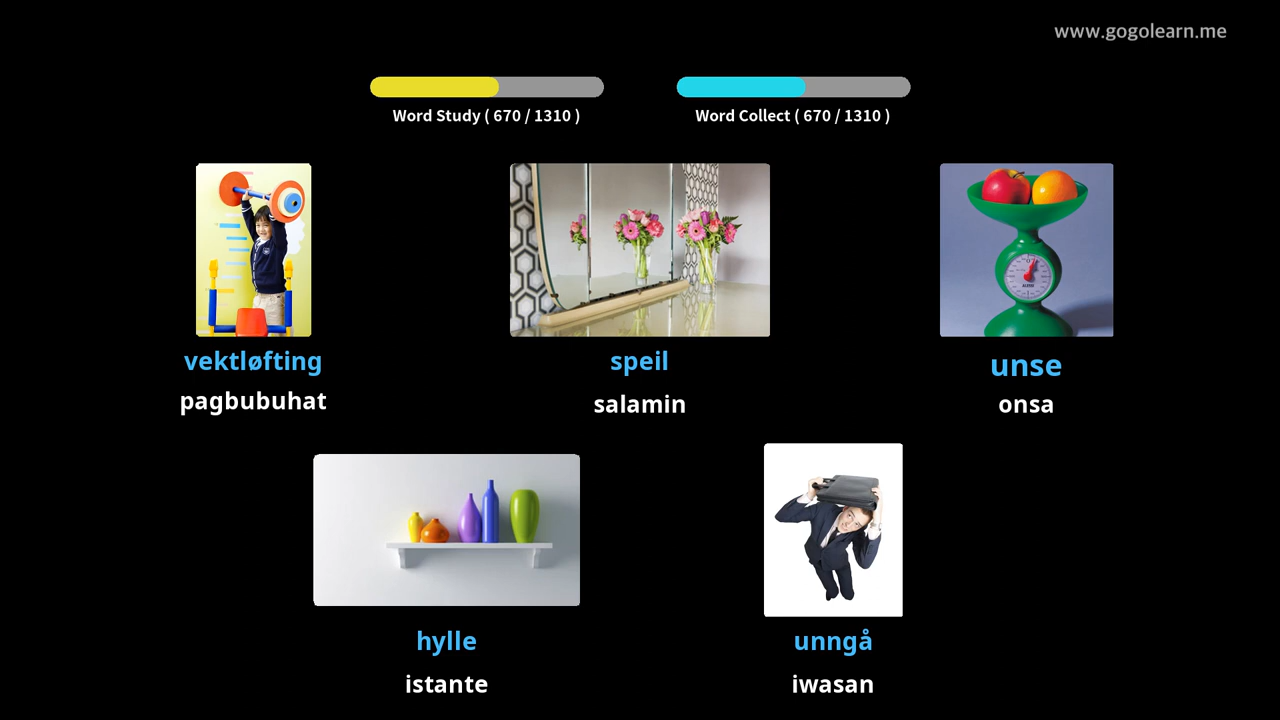 www.gogolearn.me
Word Study ( 670 / 1310 )
Word Collect ( 670 / 1310 )
vektløfting
pagbubuhat
speil
salamin
unse
onsa
hylle
istante
unngå
iwasan